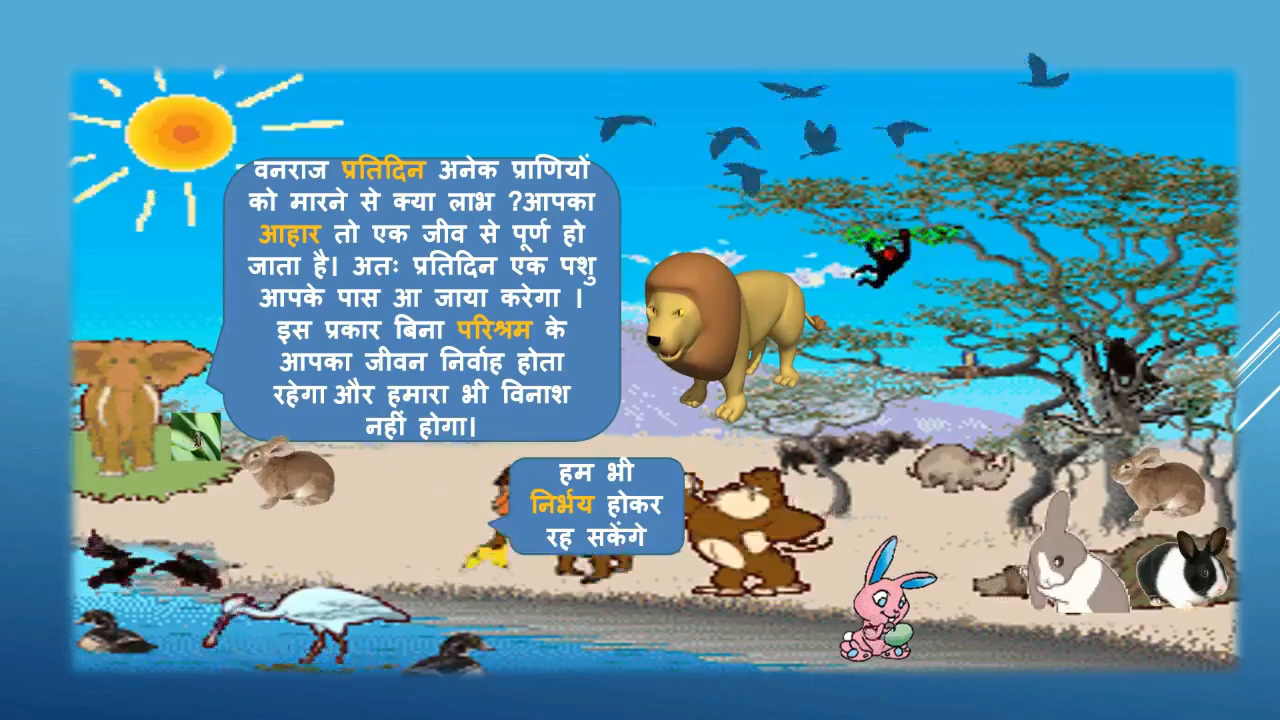 वनराज प्रतिदिन अनेक प्राणियों
को मारने से क्या लाभ ?आपका
आहार तो एक जीव से पूर्ण हो
जाता है। अतः प्रतिदिन एक पशु
आपके पास आ जाया करेगा ।
इस प्रकार बिना परिश्रम के
आपका जीवन निर्वाह होता
रहेगा और हमारा भी विनाश
नहीं होगा।
हम भी
निर्भय होकर
रह सकेंगे